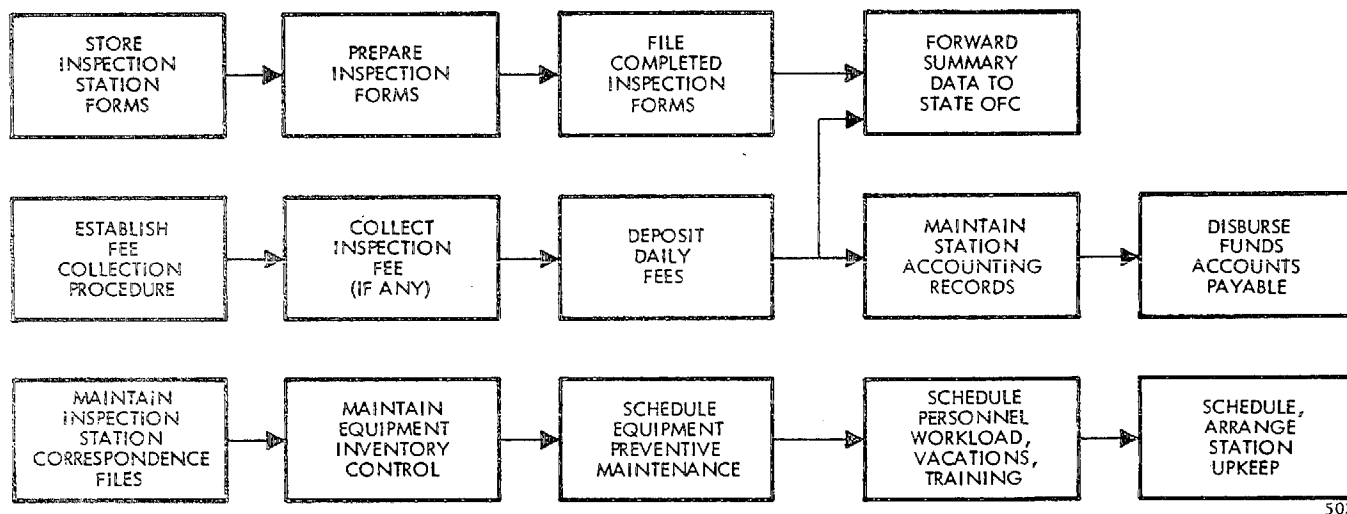 STORE
INSPECTION
STATION
FORMS
PREPARE
INSPECTION
FORMS
FILE
COMPLETED
INSPECTION
FORMS
FORWARD
SUMMARY
DATA TO
STATE OFC
ESTABLISH
FEE
COLLECTION
PROCEDURE
COLLECT
INSPECTION
FEE
(IF ANY)
DEPOSIT
DAILY
FEES
MAINTAIN
STATION
ACCOUNTING
RECORDS
DISBURSE
FUNDS
ACCOUNTS
PAYABLE
MAINTAIN
INSPECTION
STATION
CORRESPONDENCE
FILES
MAINTAIN
EQUIPMENT
INVENTORY
CONTROL
SCHEDULE
EQUIPMENT
PREVENTIVE
MAINTENANCE
SCHEDULE
PERSONNEL
WORKLOAD,
VACATIONS,
TRAINING
SCHEDULE,
ARRANGE
STATION
UPKEEP